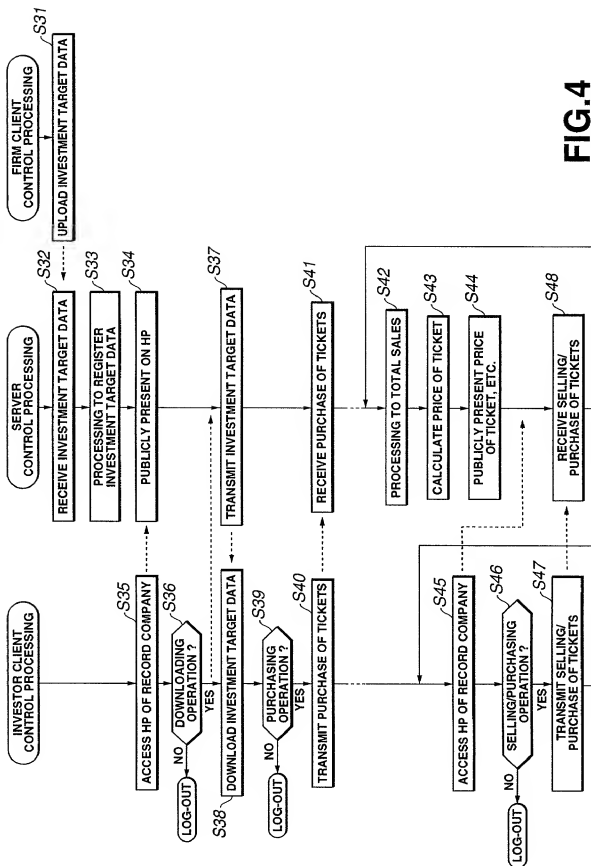 INVESTOR CLIENT
CONTROL PROCESSING
ACCESS HP OF RECORD COMPANY
S35
DOWNLOADING
OPERATION ?
S36
NO
LOG-OUT
YES
DOWNLOAD INVESTMENT TARGET DATA
S38
PURCHASING
OPERATION ?
S39
NO
LOG-OUT
YES
TRANSMIT PURCHASE OF TICKETS
S40
ACCESS HP OF RECORD COMPANY
S45
SELLING/PURCHASING
OPERATION ?
S46
NO
LOG-OUT
YES
TRANSMIT SELLING/
PURCHASE OF TICKETS
S47
SERVER
CONTROL PROCESSING
RECEIVE INVESTMENT TARGET DATA
S32
PROCESSING TO REGISTER
INVESTMENT TARGET DATA
S33
PUBLICLY PRESENT ON HP
S34
TRANSMIT INVESTMENT TARGET DATA
S37
RECEIVE PURCHASE OF TICKETS
S41
PROCESSING TO TOTAL SALES
S42
CALCULATE PRICE OF TICKET
S43
PUBLICLY PRESENT PRICE
OF TICKET, ETC.
S44
RECEIVE SELLING/
PURCHASE OF TICKETS
S48
FIRM CLIENT
CONTROL PROCESSING
UPLOAD INVESTMENT TARGET DATA
S31
FIG.4